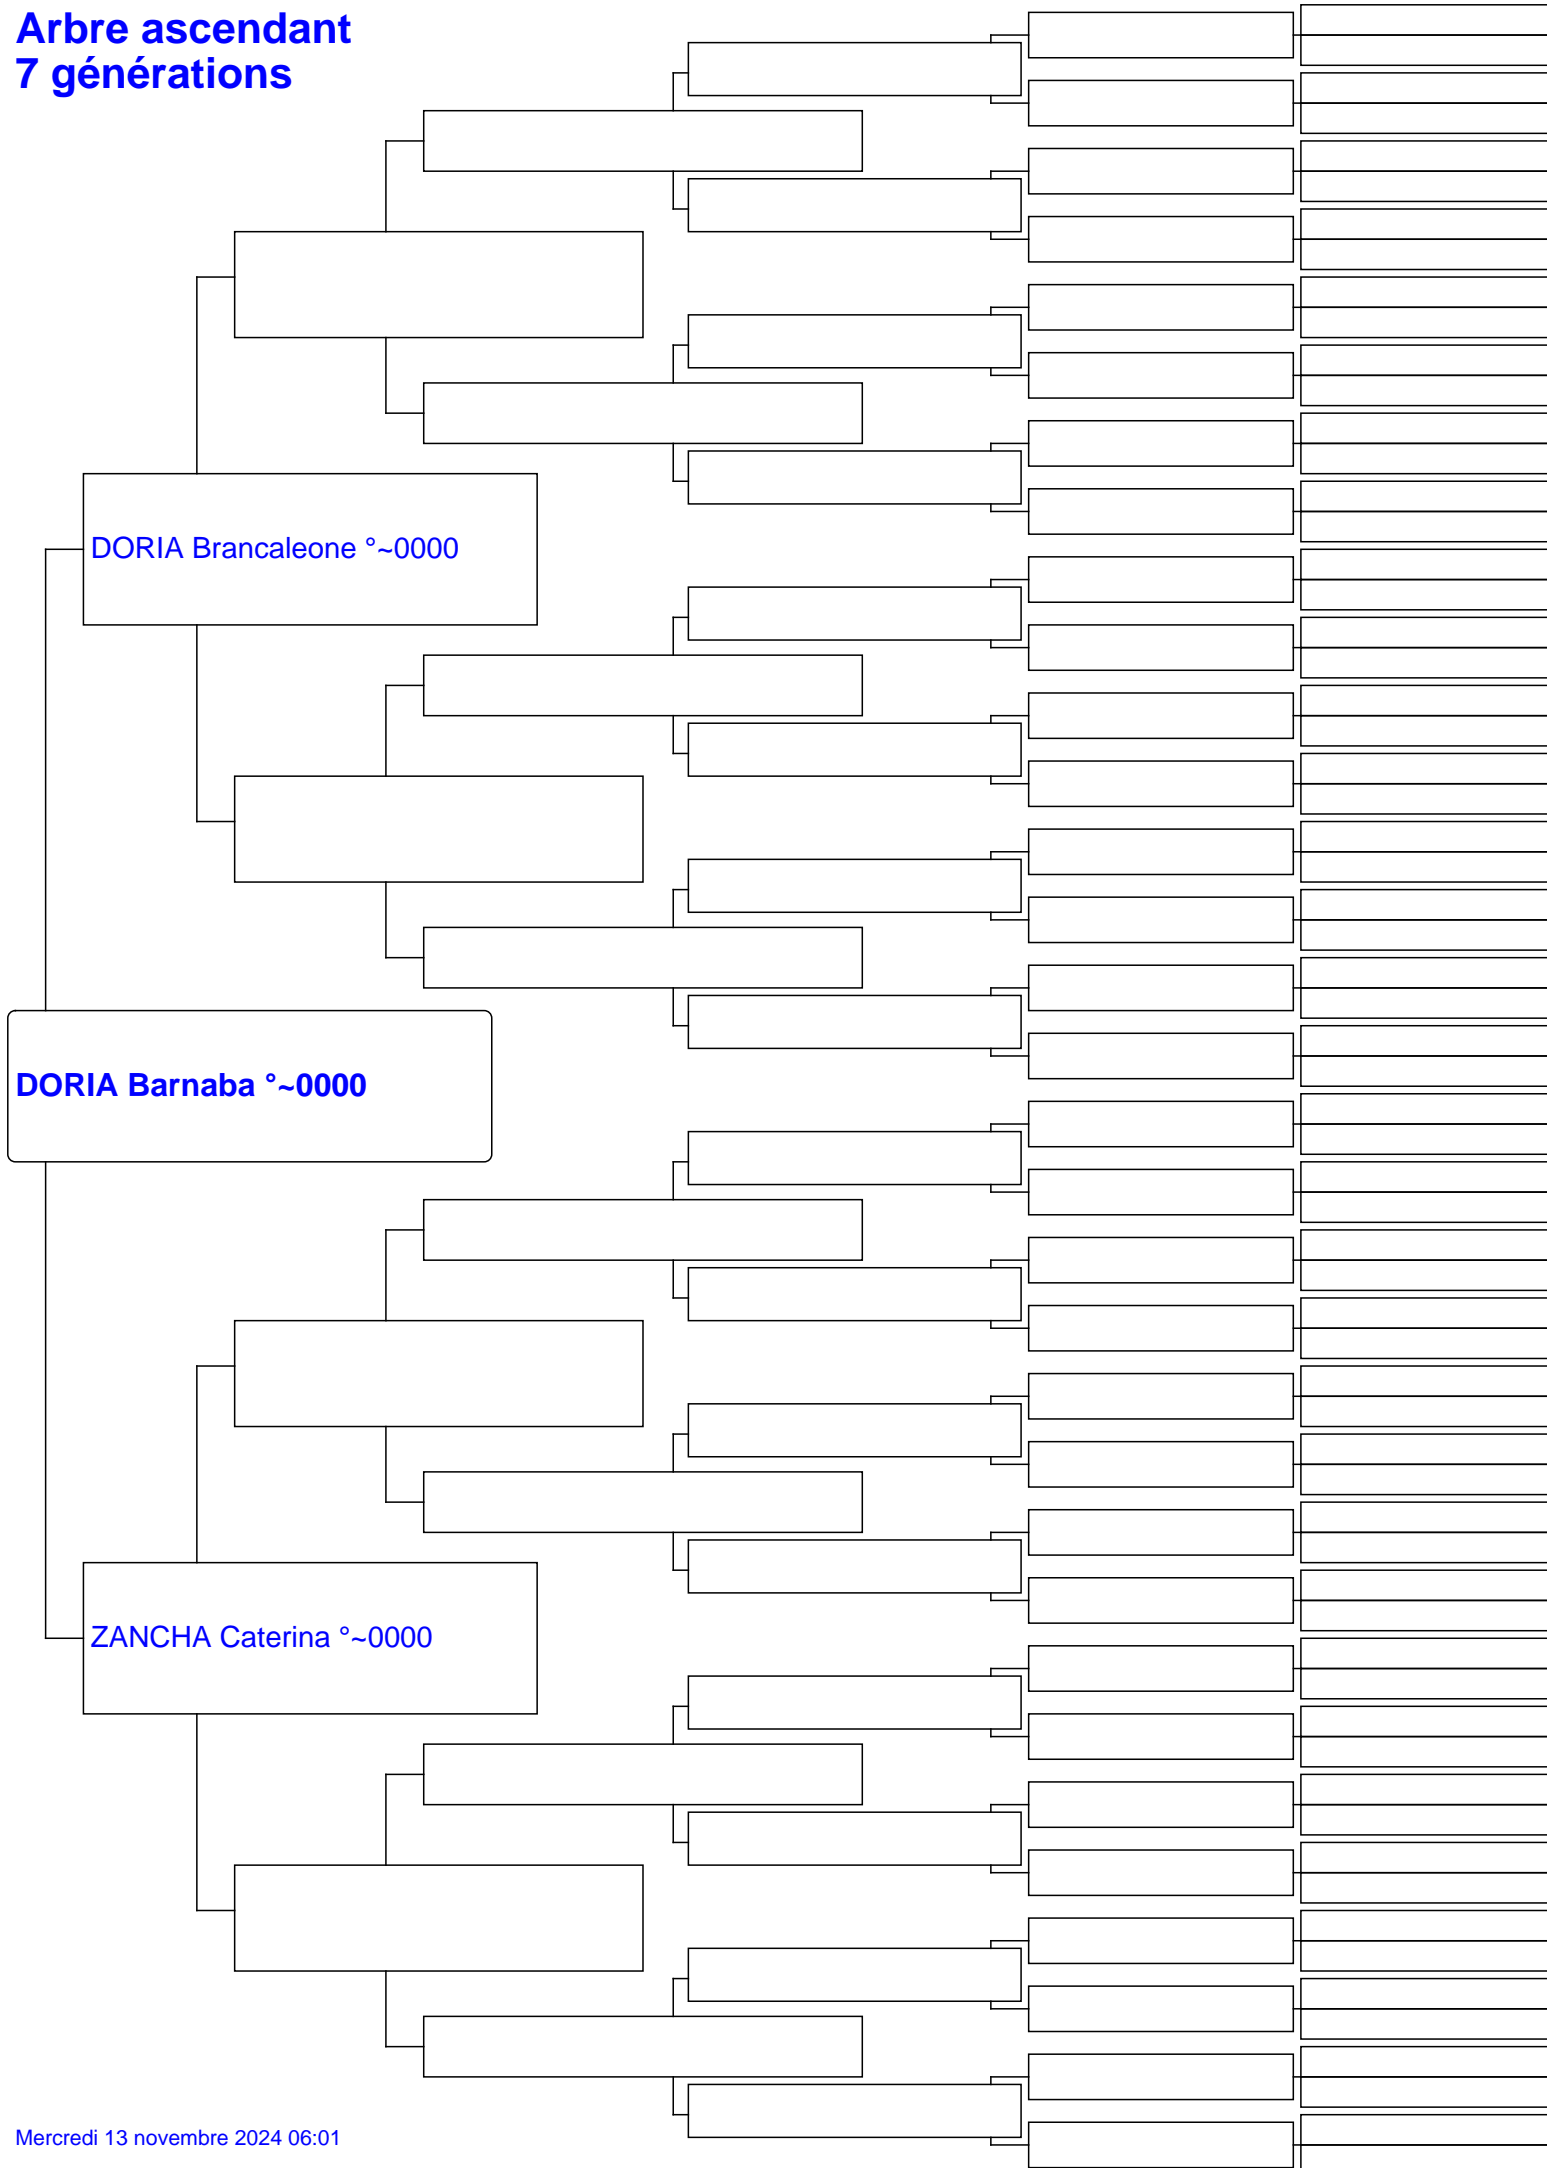 Arbre ascendant
7 générations
DORIA Brancaleone °~0000
DORIA Barnaba °~0000
ZANCHA Caterina °~0000
Mercredi 13 novembre 2024 06:01